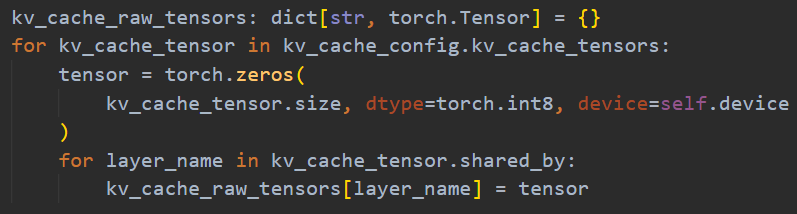 kv_cache_raw_tensors: dict[str, torch.Tensor] = {}
for kv_cache_tensor in kv_cache_config.kv_cache_tensors:
    tensor = torch.zeros(
        kv_cache_tensor.size, dtype=torch.int8, device=self.device
    )
    for layer_name in kv_cache_tensor.shared_by:
        kv_cache_raw_tensors[layer_name] = tensor